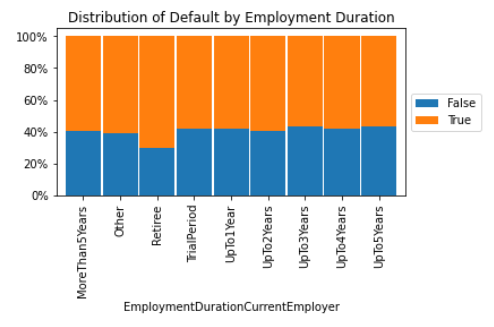 Distribution of Default by Employment Duration
100%
80%
60%
40%
20%
0%
False
True
MoreThan5Years
Other
Retiree
TrialPeriod
UpTo1Year
UpTo2Years
UpTo3Years
UpTo4Years
UpTo5Years
EmploymentDurationCurrentEmployer